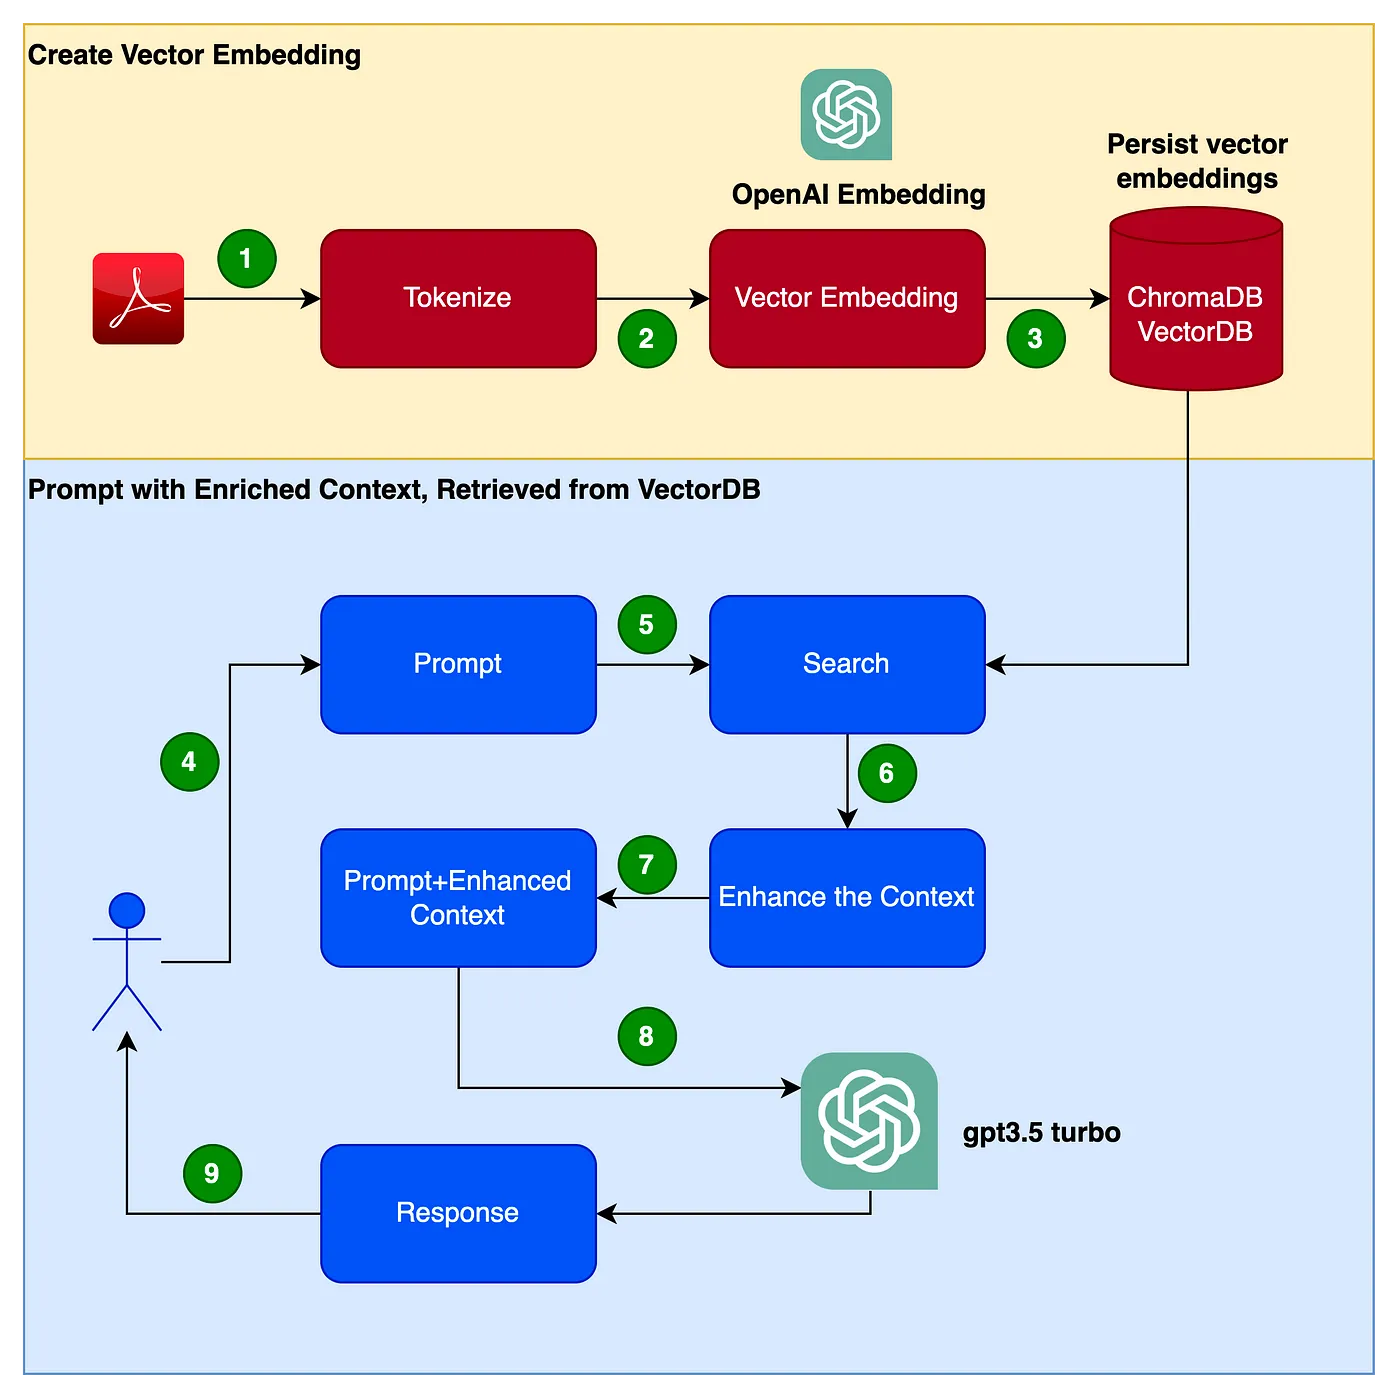 Create Vector Embedding
OpenAI Embedding
Persist vector
embeddings
1
Tokenize
2
Vector Embedding
3
ChromaDB
VectorDB
Prompt with Enriched Context, Retrieved from VectorDB
4
Prompt
5
Search
6
Enhance the Context
7
Prompt+Enhanced
Context
8
gpt3.5 turbo
Response
9